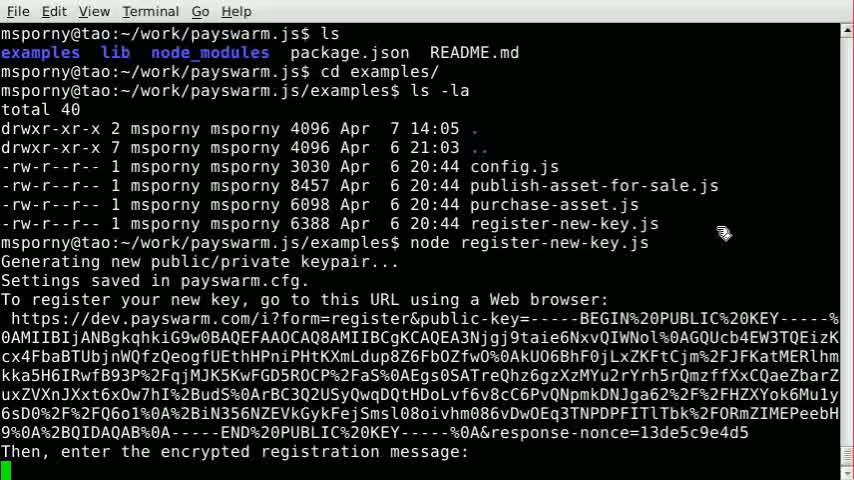 File Edit View Terminal Go Help
msporny@tao:~/work/payswarm.js$ ls
examples lib node_modules package.json README.md
msporny@tao:~/work/payswarm.js$ cd examples/
msporny@tao:~/work/payswarm.js/examples$ ls -la
total 40
drwxr-xr-x 2 msporny msporny 4096 Apr  7 14:05 .
drwxr-xr-x 7 msporny msporny 4096 Apr  6 21:03 ..
-rw-r--r-- 1 msporny msporny 3030 Apr  6 20:44 config.js
-rw-r--r-- 1 msporny msporny 8457 Apr  6 20:44 publish-asset-for-sale.js
-rw-r--r-- 1 msporny msporny 6098 Apr  6 20:44 purchase-asset.js
-rw-r--r-- 1 msporny msporny 6388 Apr  6 20:44 register-new-key.js
msporny@tao:~/work/payswarm.js/examples$ node register-new-key.js
Generating new public/private keypair...
Settings saved in payswarm.cfg.
To register your new key, go to this URL using a Web browser:
https://dev.payswarm.com/i?form=register&public-key=-----BEGIN%20PUBLIC%20KEY-----%
0AMIIBIjANBgkqhkiG9w0BAQEFAAOCAQ8AMIIBCgKCAQEA3Njgj9taie6NxvQIWNol%0AGQUcb4EW3TQEizK
cx4FbaBTUbjnWQfzQeogfUEthHPniPHtKXmLdup8Z6FbOZfwO%0AkUO6BhF0jLxZKFtCjm%2FJFKatMERlhm
kka5H6IRwfB93P%2FqjMJK5KwFGD5ROCP%2FaS%0AEgs0SATreQhz6gzXzMYu2rYrh5rQmzffXxCQaeZbarZ
uxZVXnJXxt6xOw7hI%2BudS%0ArBC3Q2USyQwqDQtHDoLvf6v8cC6PvQNpmkDNJga62%2F%2FHZXYok6Mu1y
6sD0%2F%2FQ6o1%0A%2BiN356NZEVkGykFejSmsl08oivhm086vDwOEq3TNPDPFITlTbk%2FORmZIMEPeebH
9%0A%2BQIDAQAB%0A-----END%20PUBLIC%20KEY-----%0A&response-nonce=13de5c9e4d5
Then, enter the encrypted registration message: